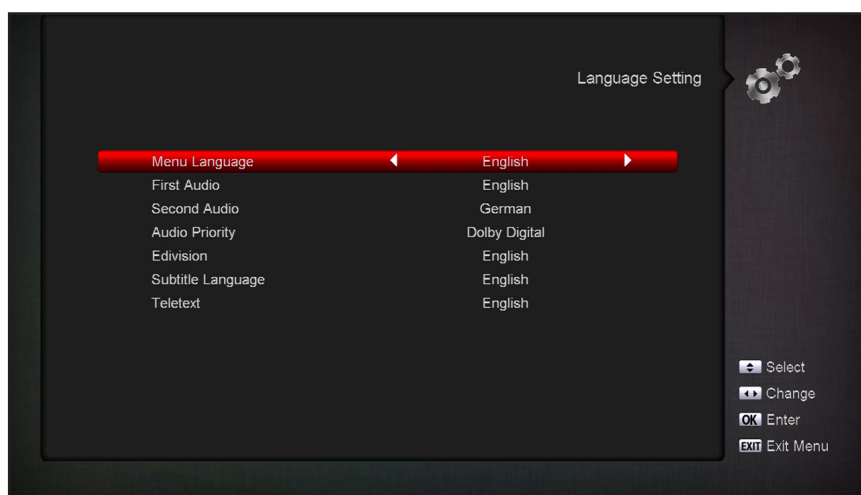 Language Setting
Menu Language English
First Audio English
Second Audio German
Audio Priority Dolby Digital
Edivision English
Subtitle Language English
Teletext English
Select
Change
OK Enter
EXIT Exit Menu